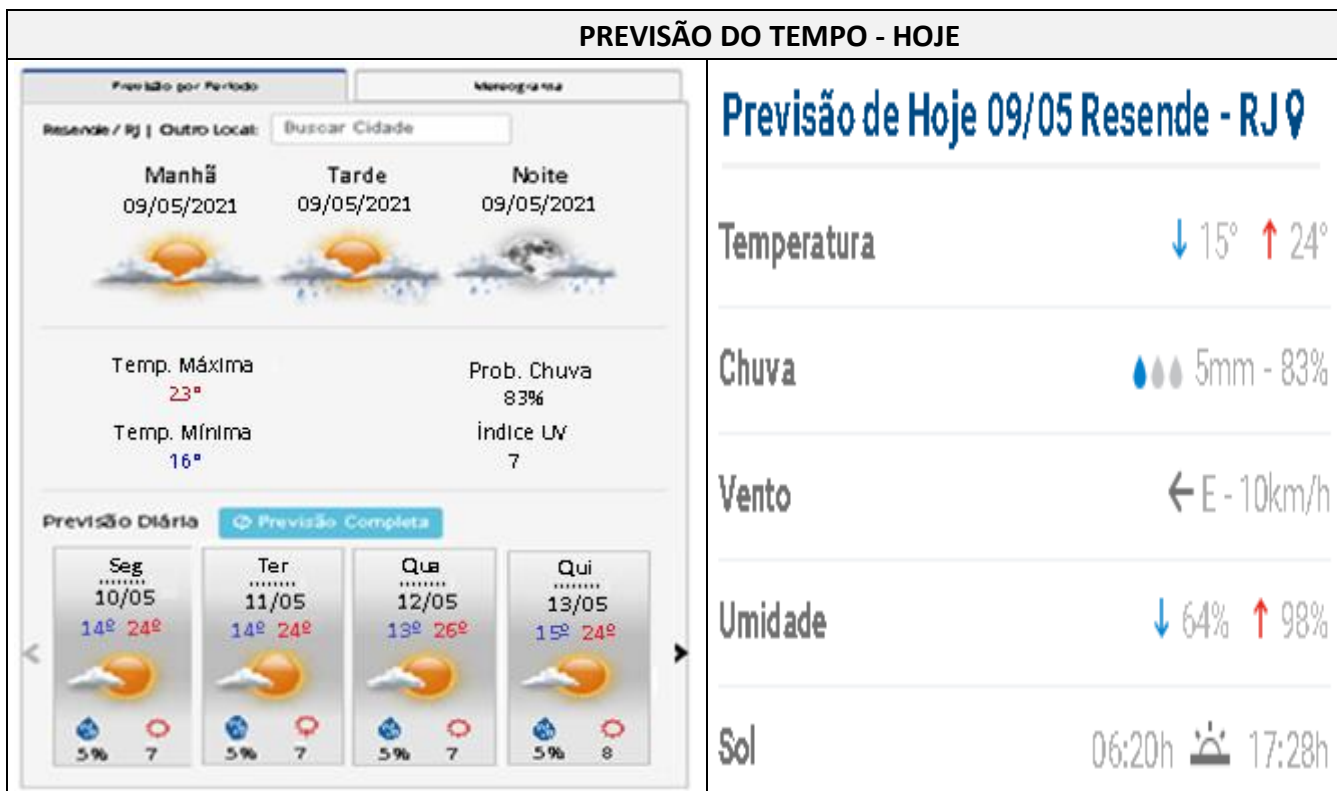 PREVISÃO DO TEMPO - HOJE
Previsão por Período
Meteograma
Resende / RJ | Outro Local:
Buscar Cidade
Manhã
Tarde
Noite
09/05/2021
09/05/2021
09/05/2021
Temp. Máxima
23°
Prob. Chuva
83%
Temp. Mínima
16°
Índice UV
7
Previsão Diária
Previsão Completa
Seg
10/05
14º 24º
5% 7
Ter
11/05
14º 24º
5% 7
Qua
12/05
13º 26º
5% 7
Qui
13/05
15º 24º
5% 8
Previsão de Hoje 09/05 Resende - RJ
Temperatura ↓ 15° ↑ 24°
Chuva 5mm - 83%
Vento ← E - 10km/h
Umidade ↓ 64% ↑ 98%
Sol 06:20h 17:28h